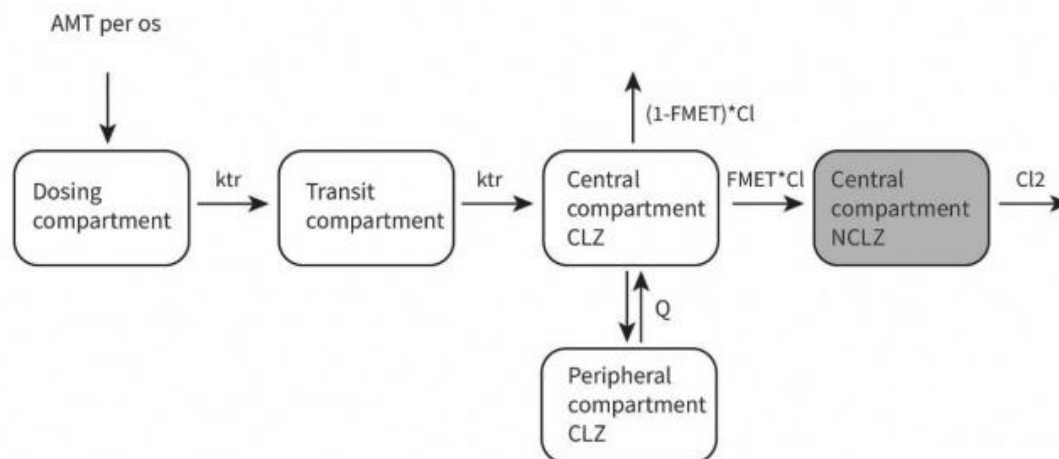 AMT per os
(1-FMET)*Cl
Dosing
compartment
ktr
Transit
compartment
ktr
Central
compartment
CLZ
FMET*Cl
Central
compartment
NCLZ
Cl2
Q
Peripheral
compartment
CLZ